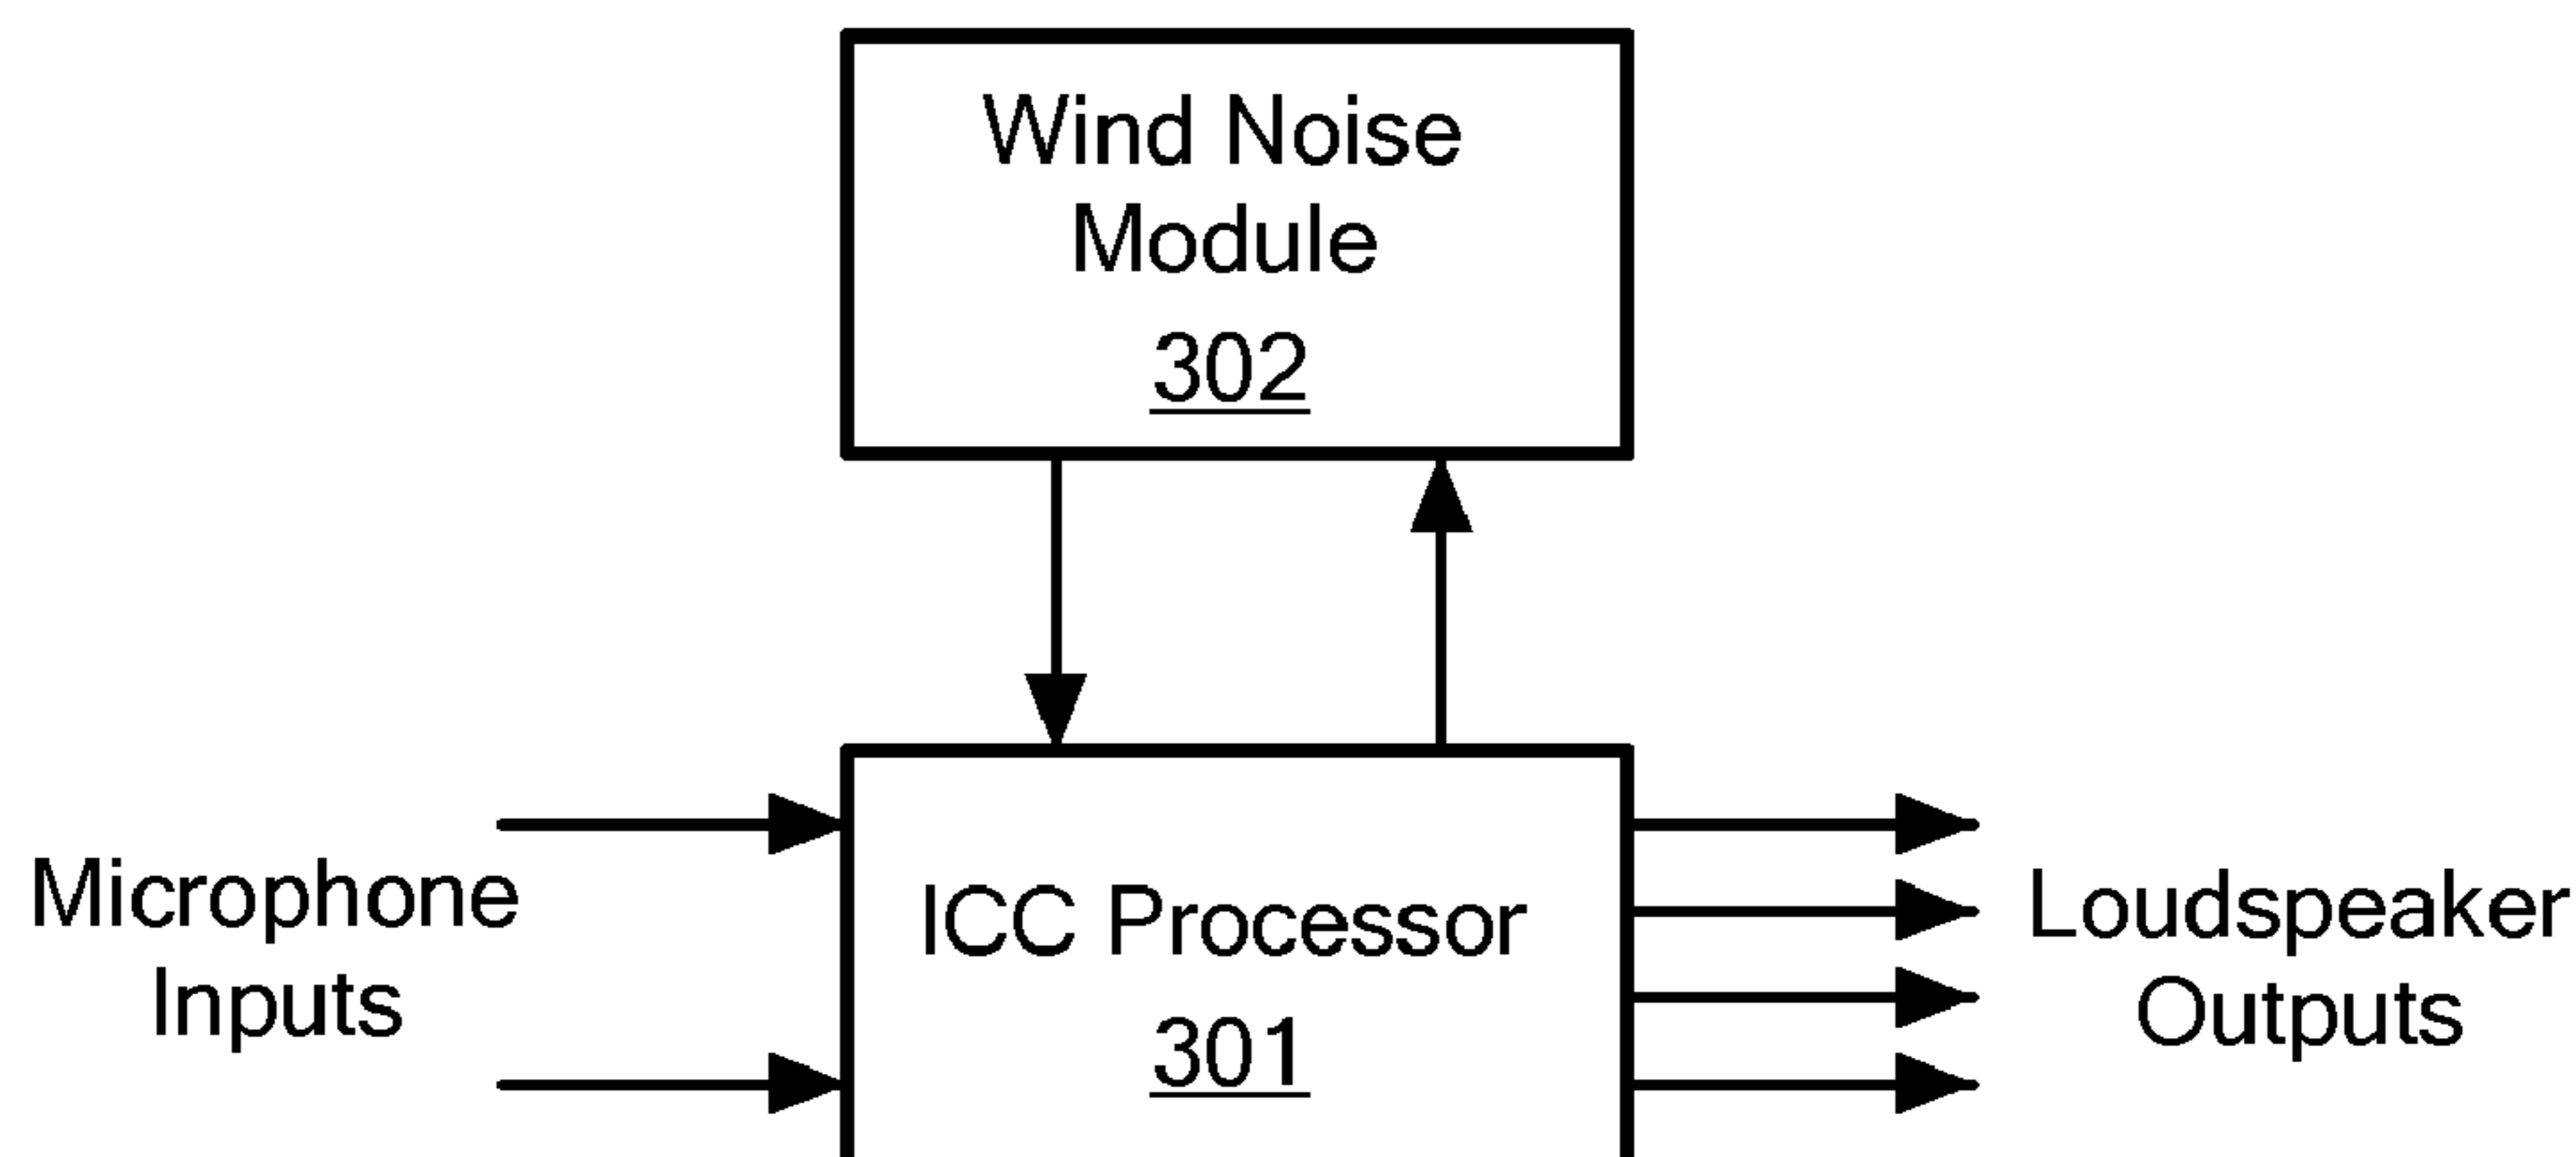 Wind Noise
Module
302
Microphone
Inputs
ICC Processor
301
Loudspeaker
Outputs